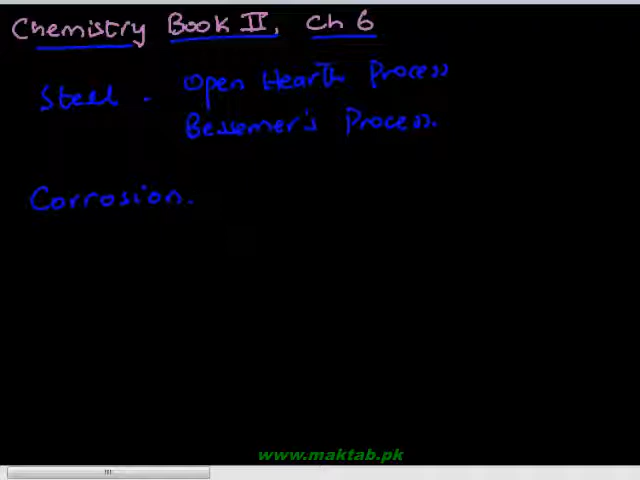 Chemistry Book II, Ch 6
Steel - Open Hearth Process
Bessemer's Process.
Corrosion.
www.maktab.pk